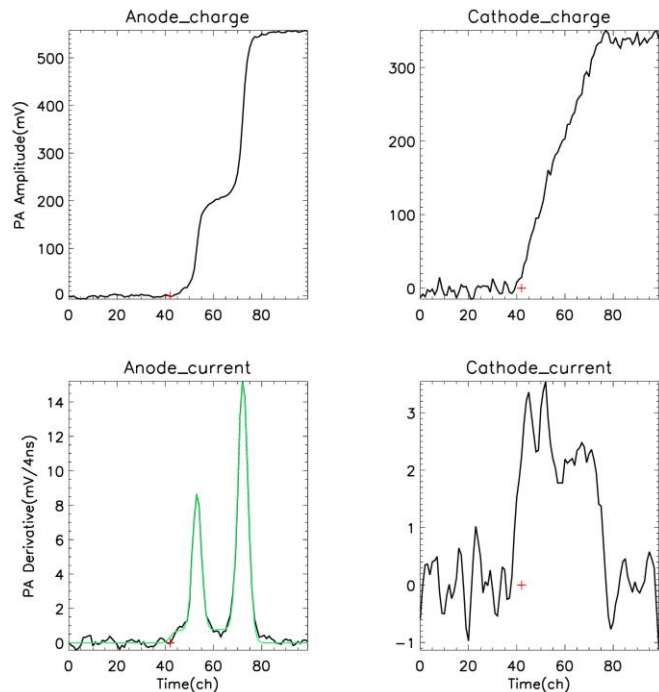 Anode_charge
PA Amplitude(mV)
500
400
300
200
100
0
0 20 40 60 80
Cathode_charge
300
200
100
0
0 20 40 60 80
Anode_current
PA Derivative(mV/4ns)
14
12
10
8
6
4
2
0
0 20 40 60 80
Time(ch)
Cathode_current
3
2
1
0
-1
0 20 40 60 80
Time(ch)